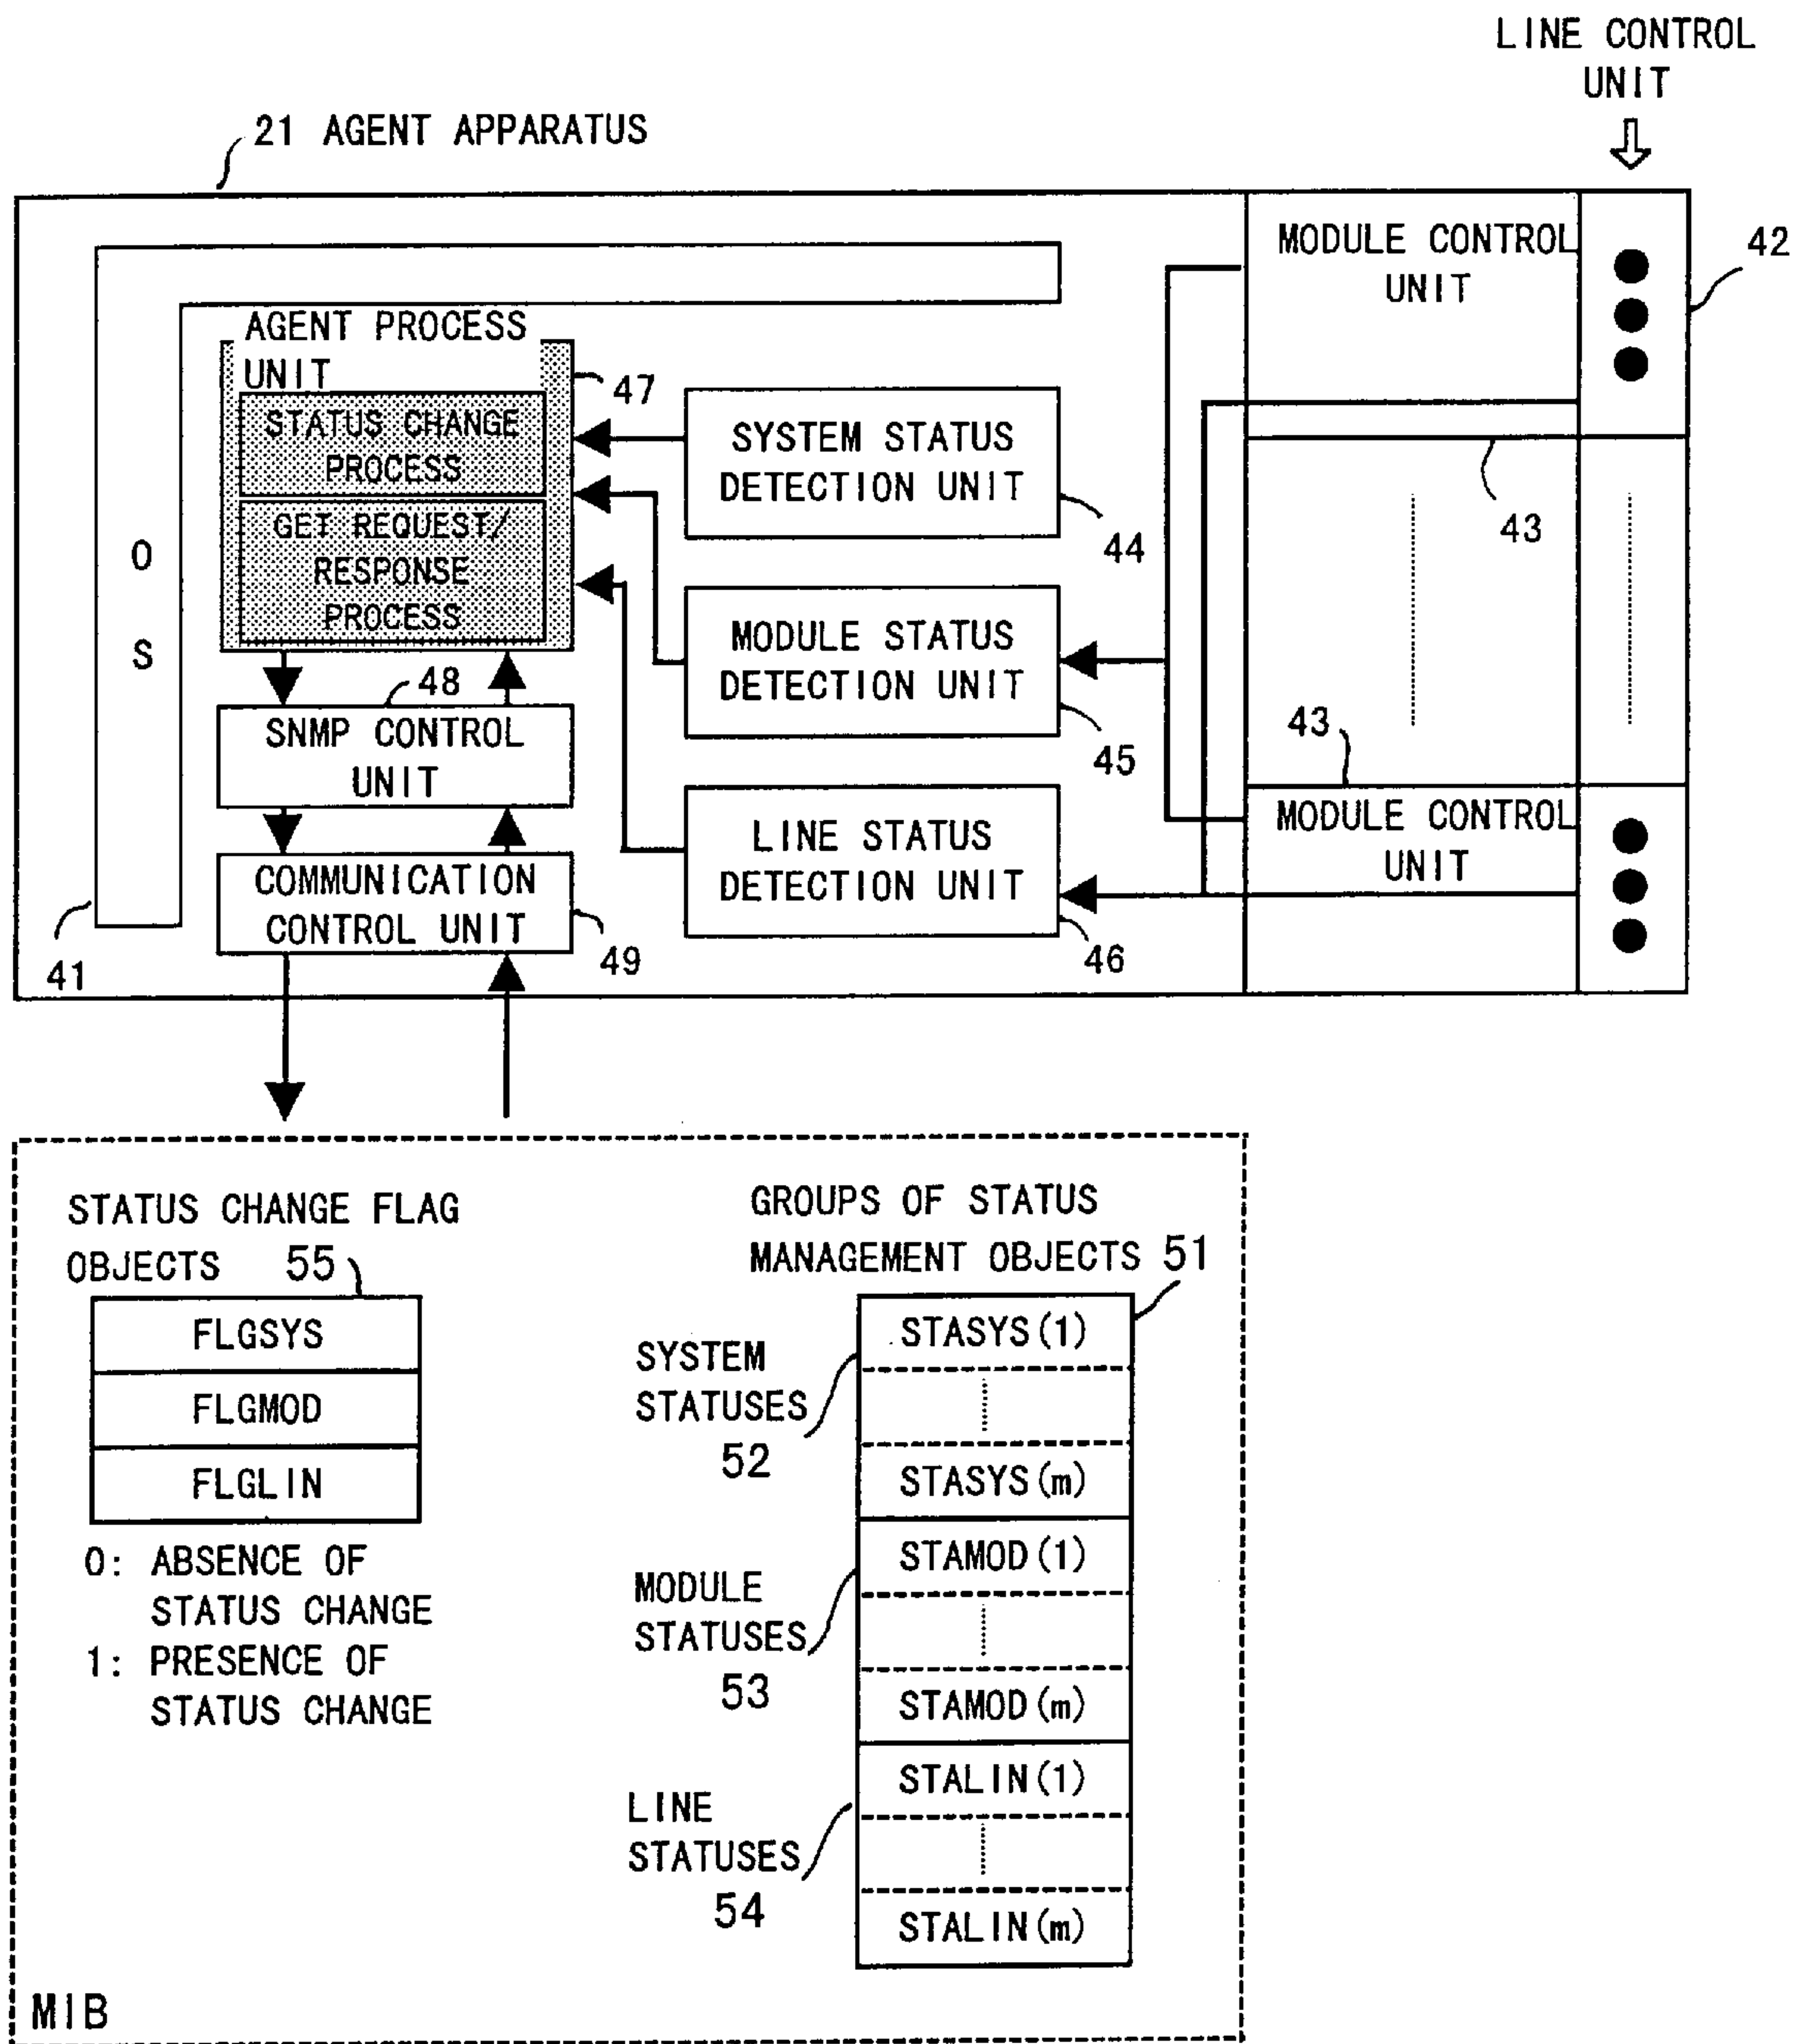 LINE CONTROL
UNIT
21 AGENT APPARATUS
MODULE CONTROL
UNIT
42
AGENT PROCESS
UNIT
47
STATUS CHANGE
PROCESS
GET REQUEST/
RESPONSE
PROCESS
SYSTEM STATUS
DETECTION UNIT
44
43
O
S
MODULE STATUS
DETECTION UNIT
45
48
SNMP CONTROL
UNIT
43
MODULE CONTROL
UNIT
LINE STATUS
DETECTION UNIT
46
COMMUNICATION
CONTROL UNIT
49
41
STATUS CHANGE FLAG
OBJECTS 55
FLGSYS
FLGMOD
FLGLIN
0: ABSENCE OF
STATUS CHANGE
1: PRESENCE OF
STATUS CHANGE
GROUPS OF STATUS
MANAGEMENT OBJECTS 51
SYSTEM
STATUSES
52
STASYS(1)
STASYS(m)
MODULE
STATUSES
53
STAMOD(1)
STAMOD(m)
LINE
STATUSES
54
STALIN(1)
STALIN(m)
MIB